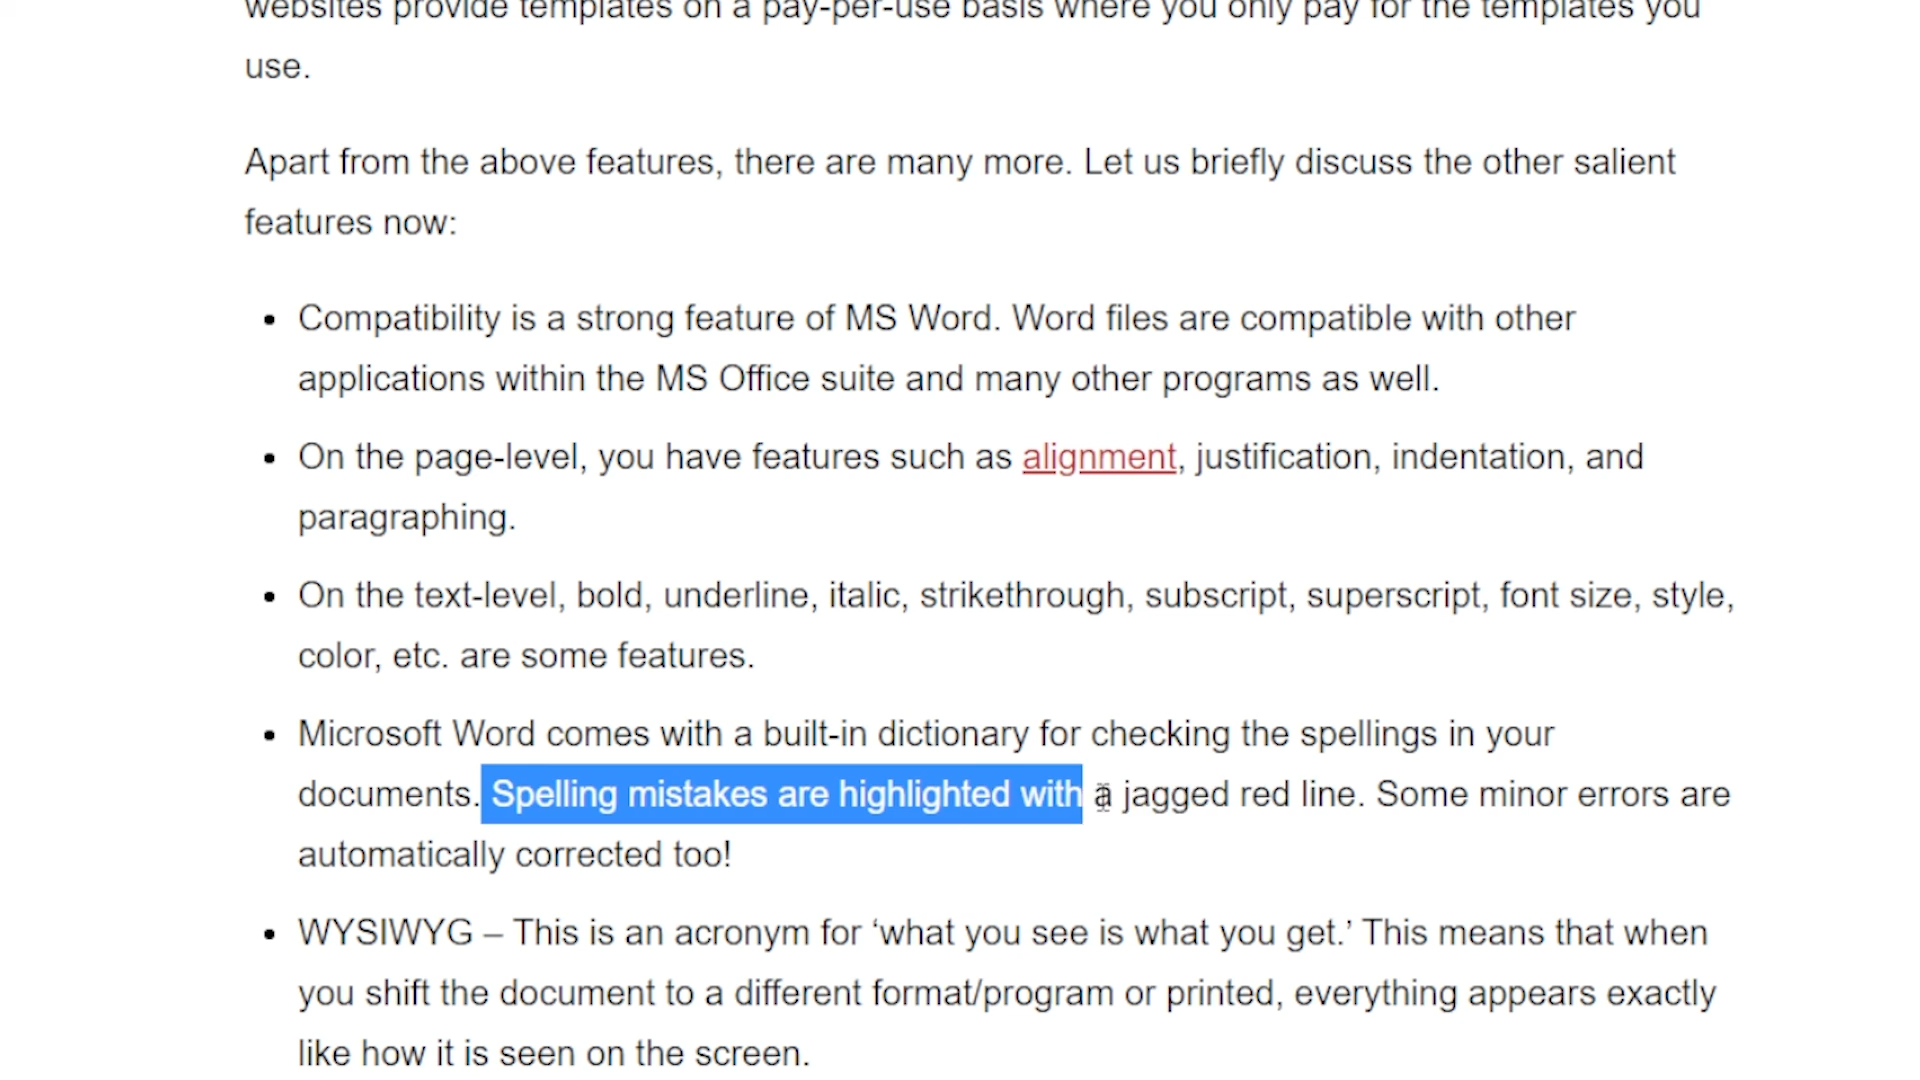 websites provide templates on a pay-per-use basis where you only pay for the templates you
use.
Apart from the above features, there are many more. Let us briefly discuss the other salient
features now:
• Compatibility is a strong feature of MS Word. Word files are compatible with other
applications within the MS Office suite and many other programs as well.
• On the page-level, you have features such as alignment, justification, indentation, and
paragraphing.
• On the text-level, bold, underline, italic, strikethrough, subscript, superscript, font size, style,
color, etc. are some features.
• Microsoft Word comes with a built-in dictionary for checking the spellings in your
documents. Spelling mistakes are highlighted with a jagged red line. Some minor errors are
automatically corrected too!
• WYSIWYG – This is an acronym for ‘what you see is what you get.’ This means that when
you shift the document to a different format/program or printed, everything appears exactly
like how it is seen on the screen.